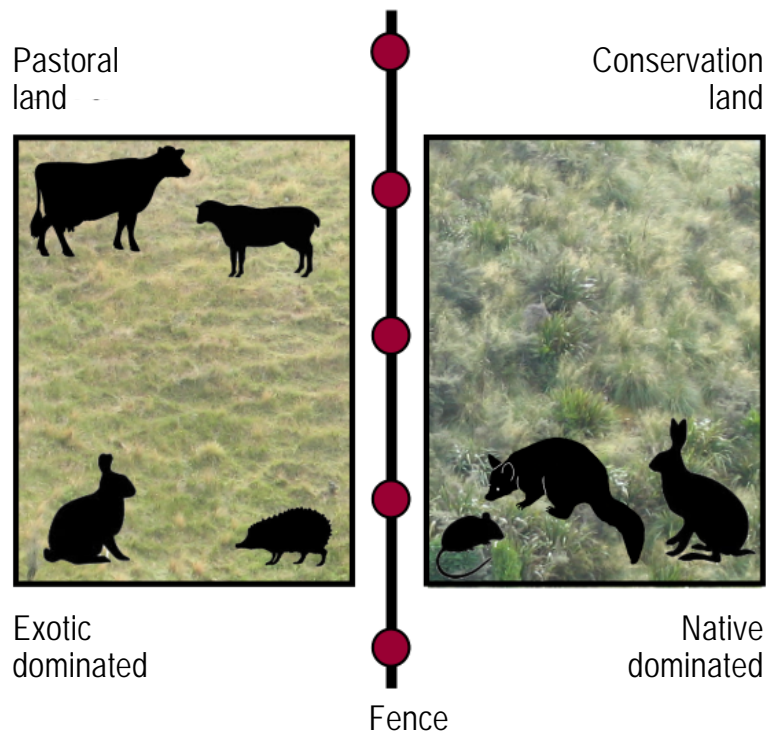 Pastoral
land
Conservation
land
Exotic
dominated
Native
dominated
Fence